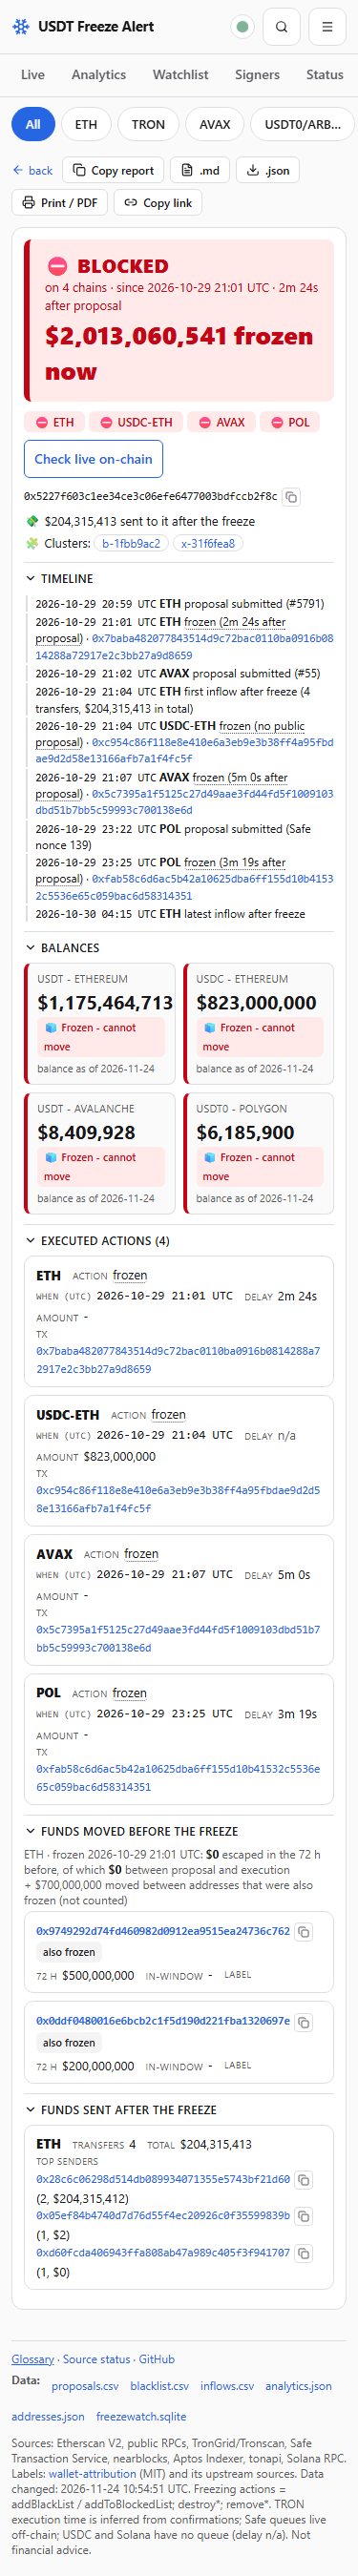 USDT Freeze Alert
Live Analytics Watchlist Signers Status
All ETH TRON AVAX USDT0/ARB...
← back Copy report .md .json
Print / PDF Copy link
BLOCKED
on 4 chains · since 2026-10-29 21:01 UTC · 2m 24s
after proposal
$2,013,060,541 frozen
now
ETH USDC-ETH AVAX POL
Check live on-chain
0x5227f603c1ee34ce3c06efe6477003bdfccb2f8c
$204,315,413 sent to it after the freeze
Clusters: b-1fbb9ac2 x-31f6fea8
TIMELINE
2026-10-29 20:59 UTC ETH proposal submitted (#5791)
2026-10-29 21:01 UTC ETH frozen (2m 24s after
proposal) · 0x7baba482077843514d9c72bac0110ba0916b08
14288a72917e2c3bb27a9d8659
2026-10-29 21:02 UTC AVAX proposal submitted (#55)
2026-10-29 21:04 UTC ETH first inflow after freeze (4
transfers, $204,315,413 in total)
2026-10-29 21:04 UTC USDC-ETH frozen (no public
proposal) · 0xc954c86f118e8e410e6a3eb9e3b38ff4a95fbd
ae9d2d58e13166afb7a1f4fc5f
2026-10-29 21:07 UTC AVAX frozen (5m 0s after
proposal) · 0x5c7395a1f5125c27d49aae3fd44fd5f1009103
dbd51b7bb5c59993c700138e6d
2026-10-29 23:22 UTC POL proposal submitted (Safe
nonce 139)
2026-10-29 23:25 UTC POL frozen (3m 19s after
proposal) · 0xfab58c6d6ac5b42a10625dba6ff155d10b4153
2c5536e65c059bac6d58314351
2026-10-30 04:15 UTC ETH latest inflow after freeze
BALANCES
USDT - ETHEREUM
$1,175,464,713
Frozen - cannot
move
balance as of 2026-11-24
USDC - ETHEREUM
$823,000,000
Frozen - cannot
move
balance as of 2026-11-24
USDT - AVALANCHE
$8,409,928
Frozen - cannot
move
balance as of 2026-11-24
USDT0 - POLYGON
$6,185,900
Frozen - cannot
move
balance as of 2026-11-24
EXECUTED ACTIONS (4)
ETH ACTION frozen
WHEN (UTC) 2026-10-29 21:01 UTC DELAY 2m 24s
AMOUNT -
TX
0x7baba482077843514d9c72bac0110ba0916b0814288a7
2917e2c3bb27a9d8659
USDC-ETH ACTION frozen
WHEN (UTC) 2026-10-29 21:04 UTC DELAY n/a
AMOUNT $823,000,000
TX
0xc954c86f118e8e410e6a3eb9e3b38ff4a95fbdae9d2d5
8e13166afb7a1f4fc5f
AVAX ACTION frozen
WHEN (UTC) 2026-10-29 21:07 UTC DELAY 5m 0s
AMOUNT -
TX
0x5c7395a1f5125c27d49aae3fd44fd5f1009103dbd51b7
bb5c59993c700138e6d
POL ACTION frozen
WHEN (UTC) 2026-10-29 23:25 UTC DELAY 3m 19s
AMOUNT -
TX
0xfab58c6d6ac5b42a10625dba6ff155d10b41532c5536e
65c059bac6d58314351
FUNDS MOVED BEFORE THE FREEZE
ETH · frozen 2026-10-29 21:01 UTC: $0 escaped in the 72 h
before, of which $0 between proposal and execution
+ $700,000,000 moved between addresses that were also
frozen (not counted)
0x9749292d74fd460982d0912ea9515ea24736c762
also frozen
72 H $500,000,000 IN-WINDOW - LABEL
0x0ddf0480016e6bcb2c1f5d190d221fba1320697e
also frozen
72 H $200,000,000 IN-WINDOW - LABEL
FUNDS SENT AFTER THE FREEZE
ETH TRANSFERS 4 TOTAL $204,315,413
TOP SENDERS
0x28c6c06298d514db089934071355e5743bf21d60
(2, $204,315,412)
0x05ef84b4740d7d76d55f4ec20926c0f35599839b
(1, $2)
0xd60fcda406943ffa808ab47a989c405f3f941707
(1, $0)
Glossary · Source status · GitHub
Data: proposals.csv blacklist.csv inflows.csv analytics.json
addresses.json freezewatch.sqlite
Sources: Etherscan V2, public RPCs, TronGrid/Tronscan, Safe
Transaction Service, nearblocks, Aptos Indexer, tonapi, Solana RPC.
Labels: wallet-attribution (MIT) and its upstream sources. Data
changed: 2026-11-24 10:54:51 UTC. Freezing actions =
addBlackList / addToBlockedList; destroy*; remove*. TRON
execution time is inferred from confirmations; Safe queues live
off-chain; USDC and Solana have no queue (delay n/a). Not
financial advice.